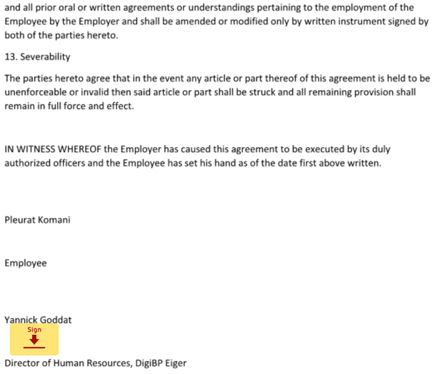 and all prior oral or written agreements or understandings pertaining to the employment of the
Employee by the Employer and shall be amended or modified only by written instrument signed by
both of the parties hereto.
13. Severability
The parties hereto agree that in the event any article or part thereof of this agreement is held to be
unenforceable or invalid then said article or part shall be struck and all remaining provision shall
remain in full force and effect.
IN WITNESS WHEREOF the Employer has caused this agreement to be executed by its duly
authorized officers and the Employee has set his hand as of the date first above written.
Pleurat Komani
Employee
Yannick Goddat
Sign
Director of Human Resources, DigiBP Eiger